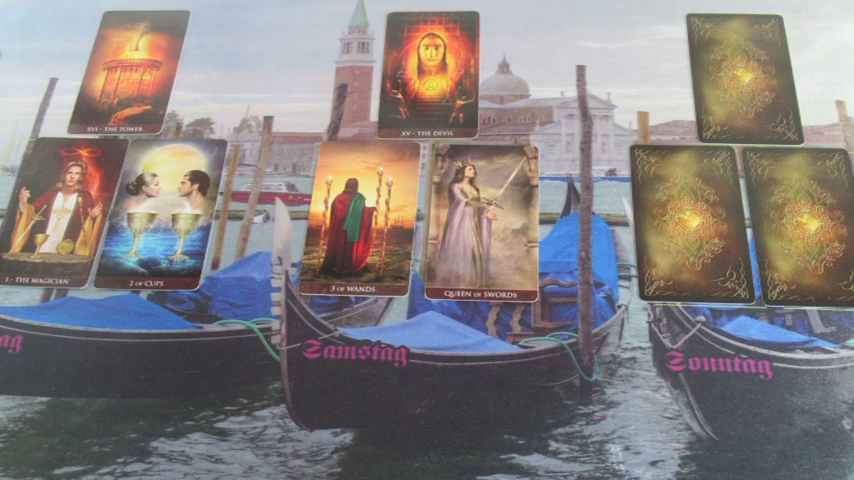 XVI - THE TOWER
XV - THE DEVIL
I - THE MAGICIAN
2 OF CUPS
3 OF WANDS
QUEEN OF SWORDS
ag
Samstag
Sonntag